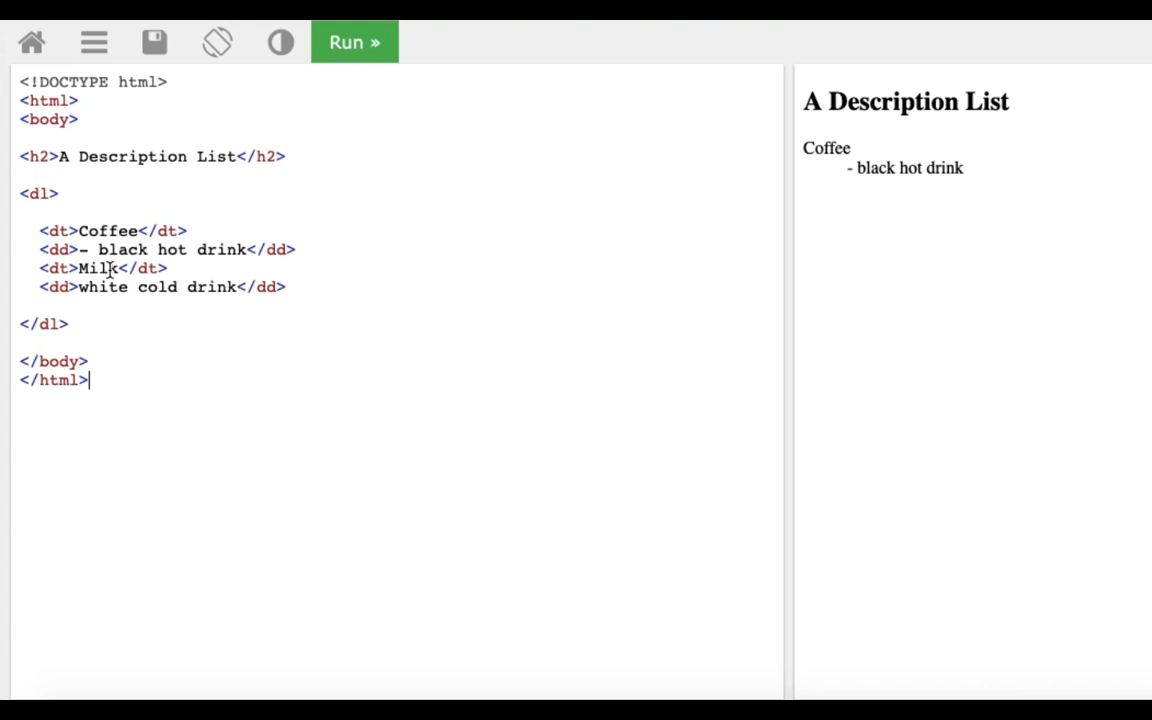 Run »
<!DOCTYPE html>
<html>
<body>
<h2>A Description List</h2>
<dl>
<dt>Coffee</dt>
<dd>- black hot drink</dd>
<dt>Milk</dt>
<dd>white cold drink</dd>
</dl>
</body>
</html>
A Description List
Coffee
- black hot drink